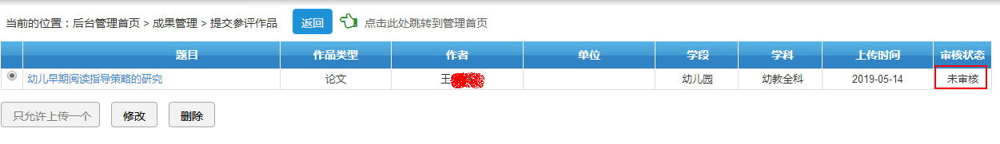 当前的位置：后台管理首页 > 成果管理 > 提交参评作品 返回 点击此处跳转到管理首页
题目 作品类型 作者 单位 学段 学科 上传时间 审核状态
幼儿早期阅读指导策略的研究 论文 王 幼儿园 幼教全科 2019-05-14 未审核
只允许上传一个 修改 删除